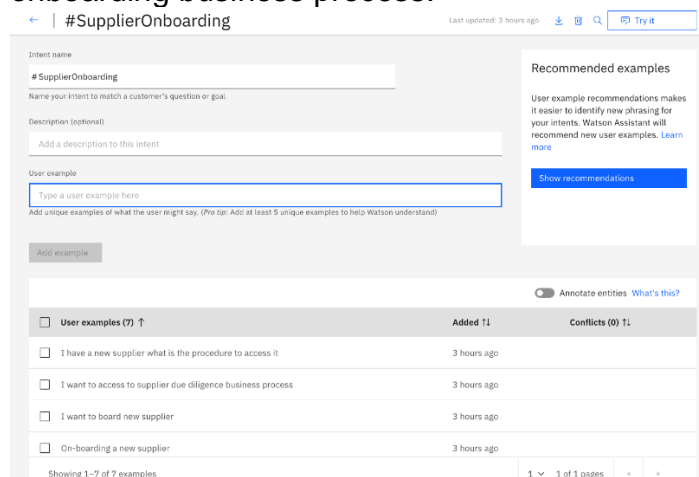 onboarding business process.
← | #SupplierOnboarding Last updated: 3 hours ago Try it
Intent name
#SupplierOnboarding
Name your intent to match a customer's question or goal
Description (optional)
Add a description to this intent
User example
Type a user example here
Add unique examples of what the user might say. (Pro tip: Add at least 5 unique examples to help Watson understand)
Add example
Recommended examples
User example recommendations makes
it easier to identify new phrasing for
your intents. Watson Assistant will
recommend new user examples. Learn
more
Show recommendations
Annotate entities What's this?
User examples (7) ↑ Added ↑↓ Conflicts (0) ↑↓
I have a new supplier what is the procedure to access it 3 hours ago
I want to access to supplier due diligence business process 3 hours ago
I want to board new supplier 3 hours ago
On-boarding a new supplier 3 hours ago
Showing 1–7 of 7 examples 1 1 of 1 pages